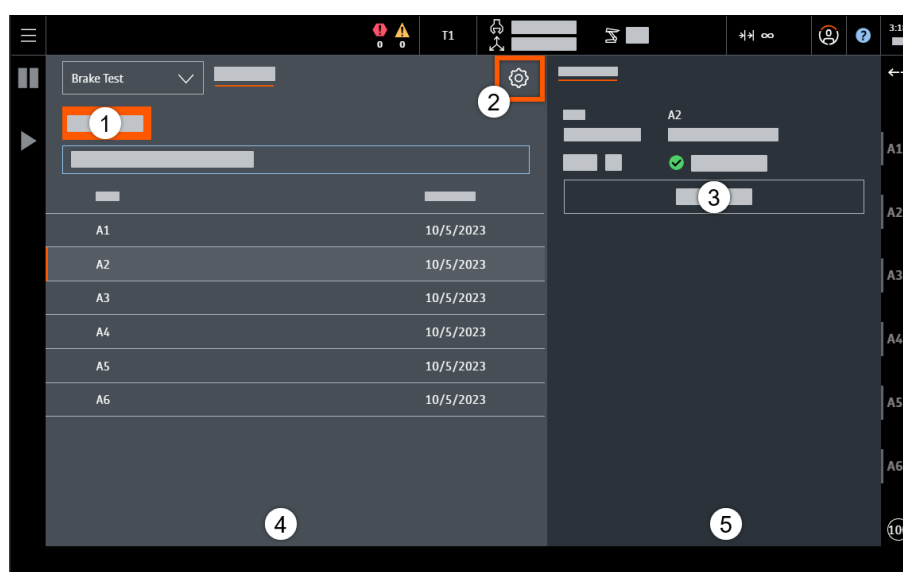 0 0 T1 ∞ ?
Brake Test
2
1
A2
A1
3
A2
A1 10/5/2023
A2 10/5/2023
A3 10/5/2023
A3
A4 10/5/2023
A4
A5 10/5/2023
A6 10/5/2023
A5
A6
4 5